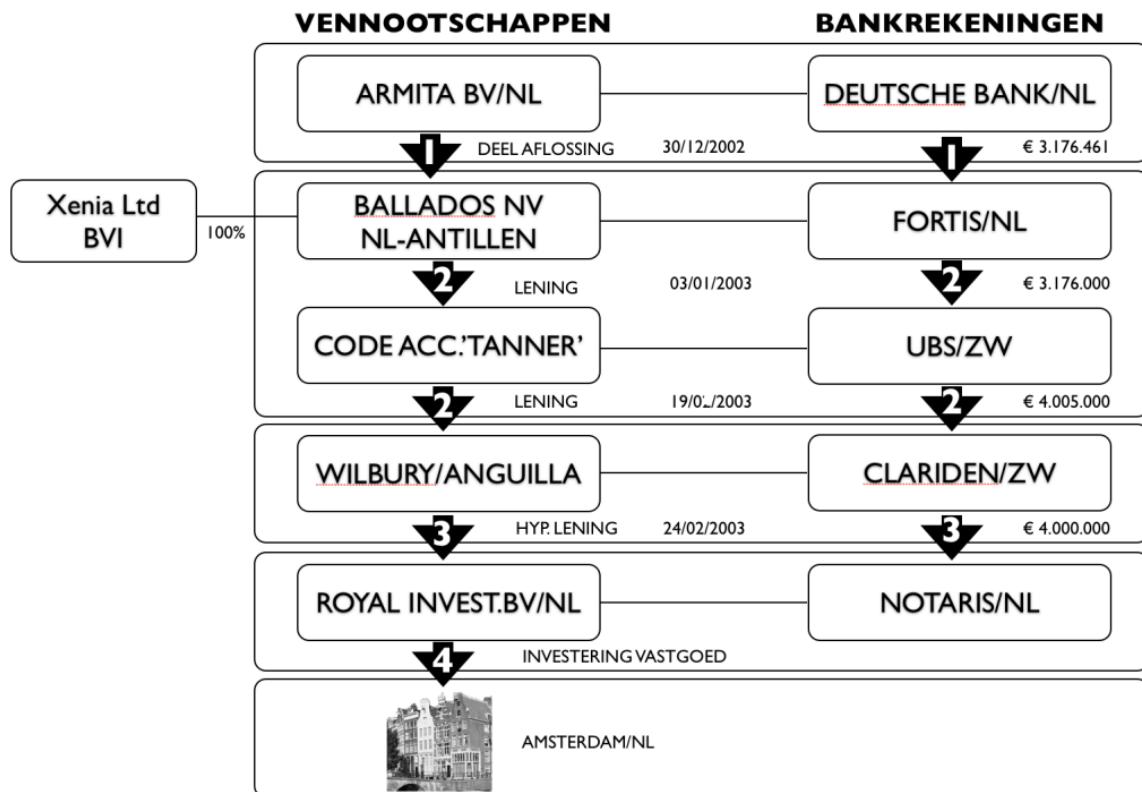 VENNOOTSCHAPPEN BANKREKENINGEN
ARMITA BV/NL DEUTSCHE BANK/NL
1 DEEL AFLOSSING 30/12/2002 1 € 3.176.461
Xenia Ltd
BVI
100%
BALLADOS NV
NL-ANTILLEN
FORTIS/NL
2 LENING 03/01/2003 2 € 3.176.000
CODE ACC.'TANNER' UBS/ZW
2 LENING 2 € 4.005.000
WILBURY/ANGUILLA CLARIDEN/ZW
3 HYP. LENING 24/02/2003 3 € 4.000.000
ROYAL INVEST.BV/NL NOTARIS/NL
4 INVESTERING VASTGOED
AMSTERDAM/NL